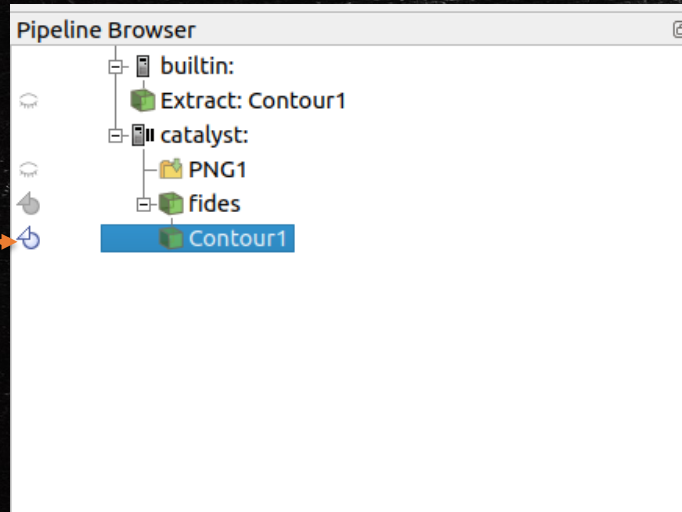 Pipeline Browser
builtin:
Extract: Contour1
catalyst:
PNG1
fides
Contour1